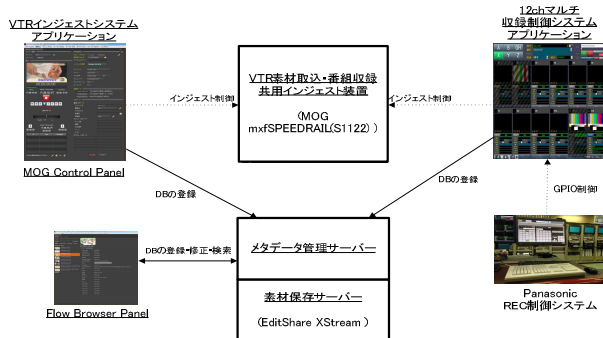 VTRインジェストシステム
アプリケーション
MOG Control Panel
インジェスト制御
VTR素材取込・番組収録
共用インジェスト装置
(MOG
mxfSPEEDRAIL(S1122))
インジェスト制御
12chマルチ
収録制御システム
アプリケーション
DBの登録
DBの登録
GPIO制御
Panasonic
REC制御システム
メタデータ管理サーバー
素材保存サーバー
(EditShare XStream)
DBの登録・修正・検索
Flow Browser Panel